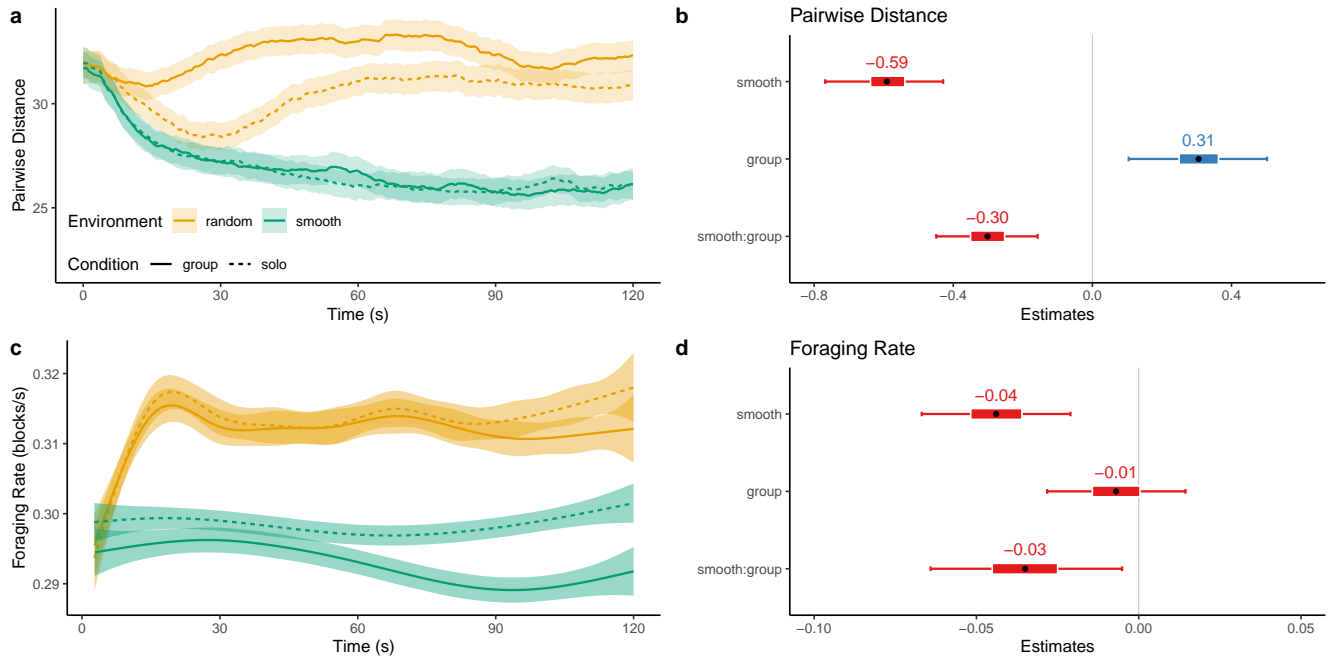 a
30
25
Pairwise Distance
Environment random smooth
Condition group solo
0 30 60 90 120
Time (s)
b
Pairwise Distance
smooth
group
smooth:group
−0.59
0.31
−0.30
−0.8 −0.4 0.0 0.4
Estimates
c
0.32
0.31
0.30
0.29
Foraging Rate (blocks/s)
0 30 60 90 120
Time (s)
d
Foraging Rate
smooth
group
smooth:group
−0.04
−0.01
−0.03
−0.10 −0.05 0.00 0.05
Estimates